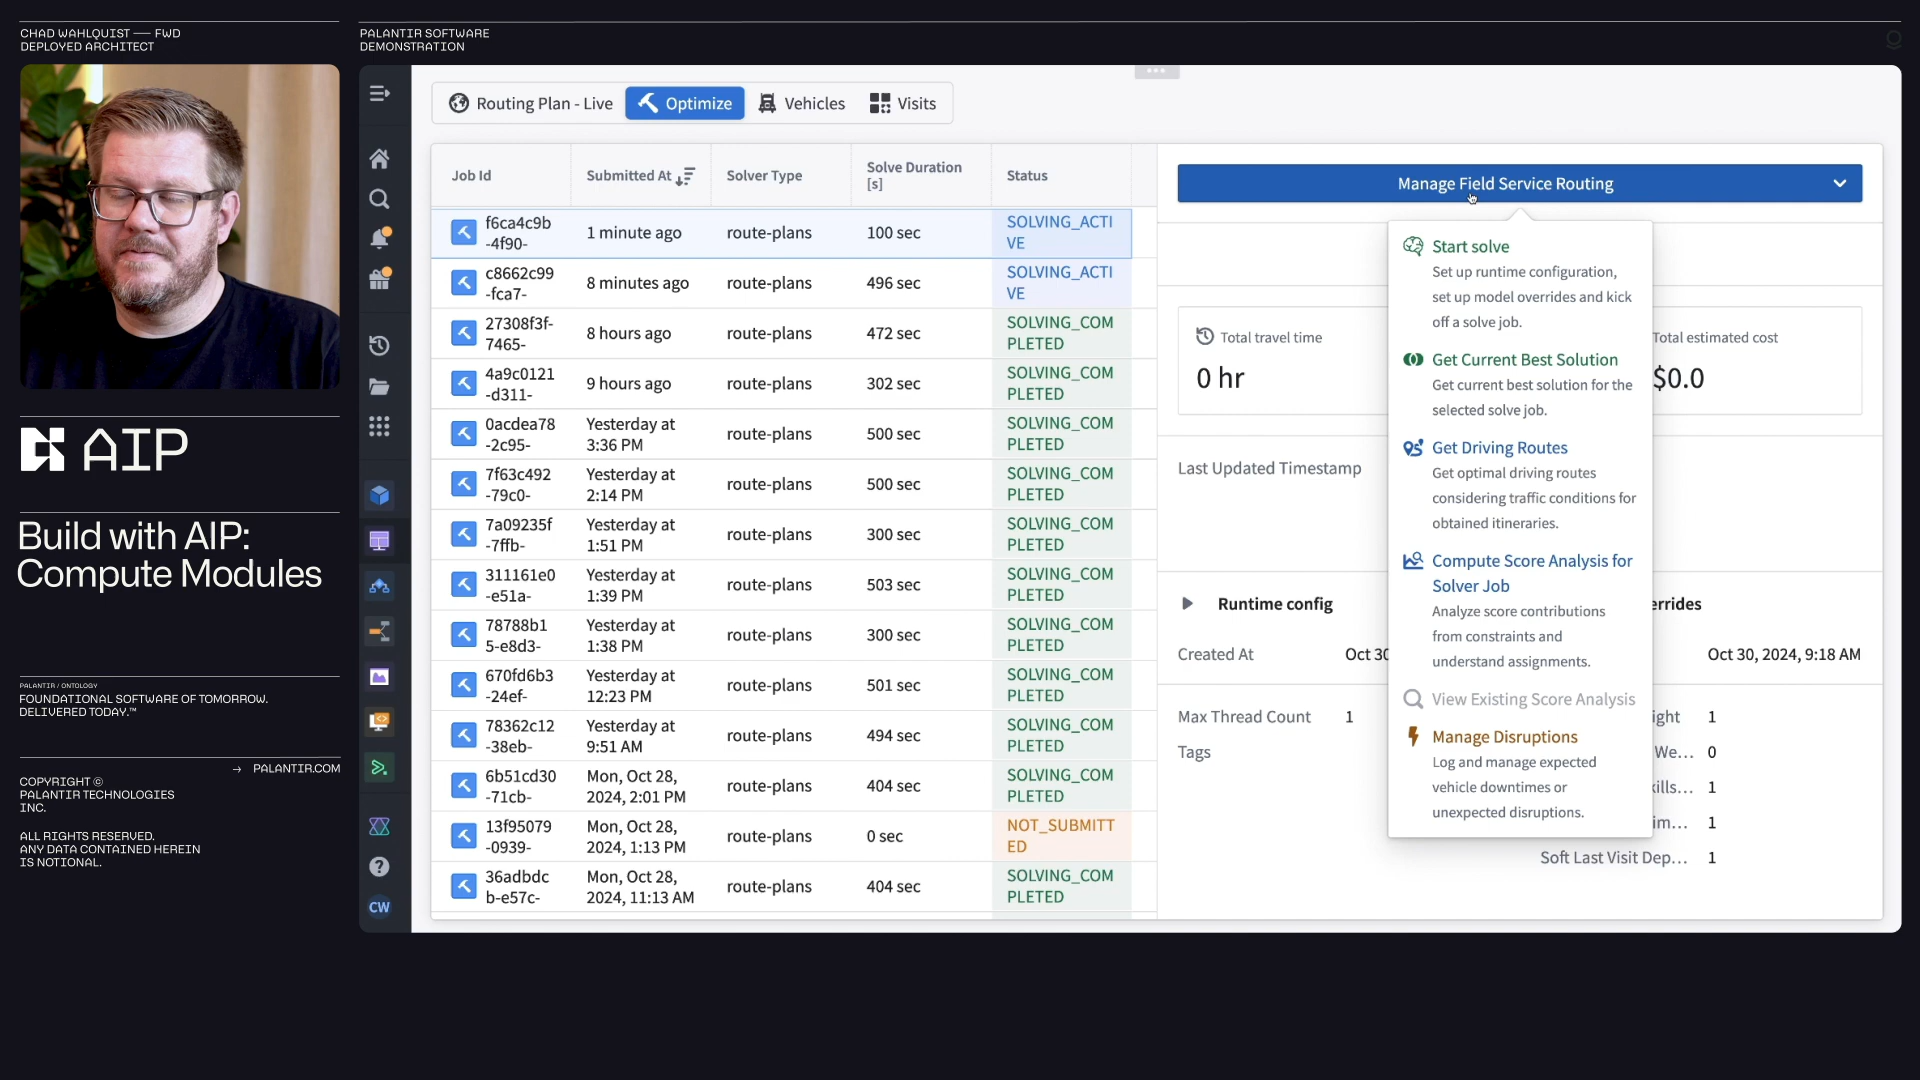 CHAD WAHLQUIST — FWD
DEPLOYED ARCHITECT
PALANTIR SOFTWARE
DEMONSTRATION
AIP
Build with AIP:
Compute Modules
PALANTIR / ONTOLOGY
FOUNDATIONAL SOFTWARE OF TOMORROW.
DELIVERED TODAY.™
→ PALANTIR.COM
COPYRIGHT ©
PALANTIR TECHNOLOGIES
INC.
ALL RIGHTS RESERVED.
ANY DATA CONTAINED HEREIN
IS NOTIONAL.
CW
Routing Plan - Live Optimize Vehicles Visits
Job Id Submitted At Solver Type Solve Duration [s] Status
f6ca4c9b
-4f90-
1 minute ago route-plans 100 sec
SOLVING_ACTI
VE
c8662c99
-fca7-
8 minutes ago route-plans 496 sec
SOLVING_ACTI
VE
27308f3f-
7465-
8 hours ago route-plans 472 sec
SOLVING_COM
PLETED
4a9c0121
-d311-
9 hours ago route-plans 302 sec
SOLVING_COM
PLETED
0acdea78
-2c95-
Yesterday at
3:36 PM
route-plans 500 sec
SOLVING_COM
PLETED
7f63c492
-79c0-
Yesterday at
2:14 PM
route-plans 500 sec
SOLVING_COM
PLETED
7a09235f
-7ffb-
Yesterday at
1:51 PM
route-plans 300 sec
SOLVING_COM
PLETED
311161e0
-e51a-
Yesterday at
1:39 PM
route-plans 503 sec
SOLVING_COM
PLETED
78788b1
5-e8d3-
Yesterday at
1:38 PM
route-plans 300 sec
SOLVING_COM
PLETED
670fd6b3
-24ef-
Yesterday at
12:23 PM
route-plans 501 sec
SOLVING_COM
PLETED
78362c12
-38eb-
Yesterday at
9:51 AM
route-plans 494 sec
SOLVING_COM
PLETED
6b51cd30
-71cb-
Mon, Oct 28,
2024, 2:01 PM
route-plans 404 sec
SOLVING_COM
PLETED
13f95079
-0939-
Mon, Oct 28,
2024, 1:13 PM
route-plans 0 sec
NOT_SUBMITT
ED
36adbdc
b-e57c-
Mon, Oct 28,
2024, 11:13 AM
route-plans 404 sec
SOLVING_COM
PLETED
Manage Field Service Routing
Start solve
Set up runtime configuration,
set up model overrides and kick
off a solve job.
Get Current Best Solution
Get current best solution for the
selected solve job.
Get Driving Routes
Get optimal driving routes
considering traffic conditions for
obtained itineraries.
Compute Score Analysis for
Solver Job
Analyze score contributions
from constraints and
understand assignments.
View Existing Score Analysis
Manage Disruptions
Log and manage expected
vehicle downtimes or
unexpected disruptions.
Total travel time
0 hr
Total estimated cost
$0.0
Last Updated Timestamp
Runtime config
errides
Created At Oct 30
Oct 30, 2024, 9:18 AM
Max Thread Count 1
ight 1
Tags
We... 0
kills... 1
im... 1
Soft Last Visit Dep... 1